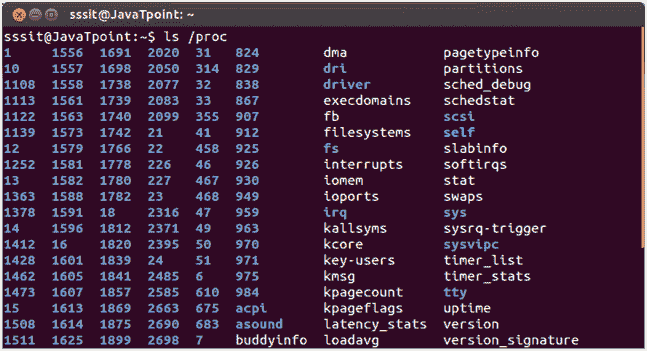 sssit@JavaTpoint: ~
sssit@JavaTpoint:~$ ls /proc
1 1556 1691 2020 31 824 dma pagetypeinfo
10 1557 1698 2050 314 829 dri partitions
1108 1558 1738 2077 32 838 driver sched_debug
1113 1561 1739 2083 33 867 execdomains schedstat
1122 1563 1740 2099 355 907 fb scsi
1139 1573 1742 21 41 912 filesystems self
12 1579 1766 22 458 925 fs slabinfo
1252 1581 1778 226 46 926 interrupts softirqs
13 1582 1780 227 467 930 iomem stat
1363 1588 1782 23 468 949 ioports swaps
1378 1591 18 2316 47 959 irq sys
14 1596 1812 2371 49 963 kallsyms sysrq-trigger
1412 16 1820 2395 50 970 kcore sysvipc
1428 1601 1839 24 51 971 key-users timer_list
1462 1605 1841 2485 6 975 kmsg timer_stats
1473 1607 1857 2585 610 984 kpagecount tty
15 1613 1869 2663 675 acpi kpageflags uptime
1508 1614 1875 2690 683 asound latency_stats version
1511 1625 1899 2698 7 buddyinfo loadavg version_signature